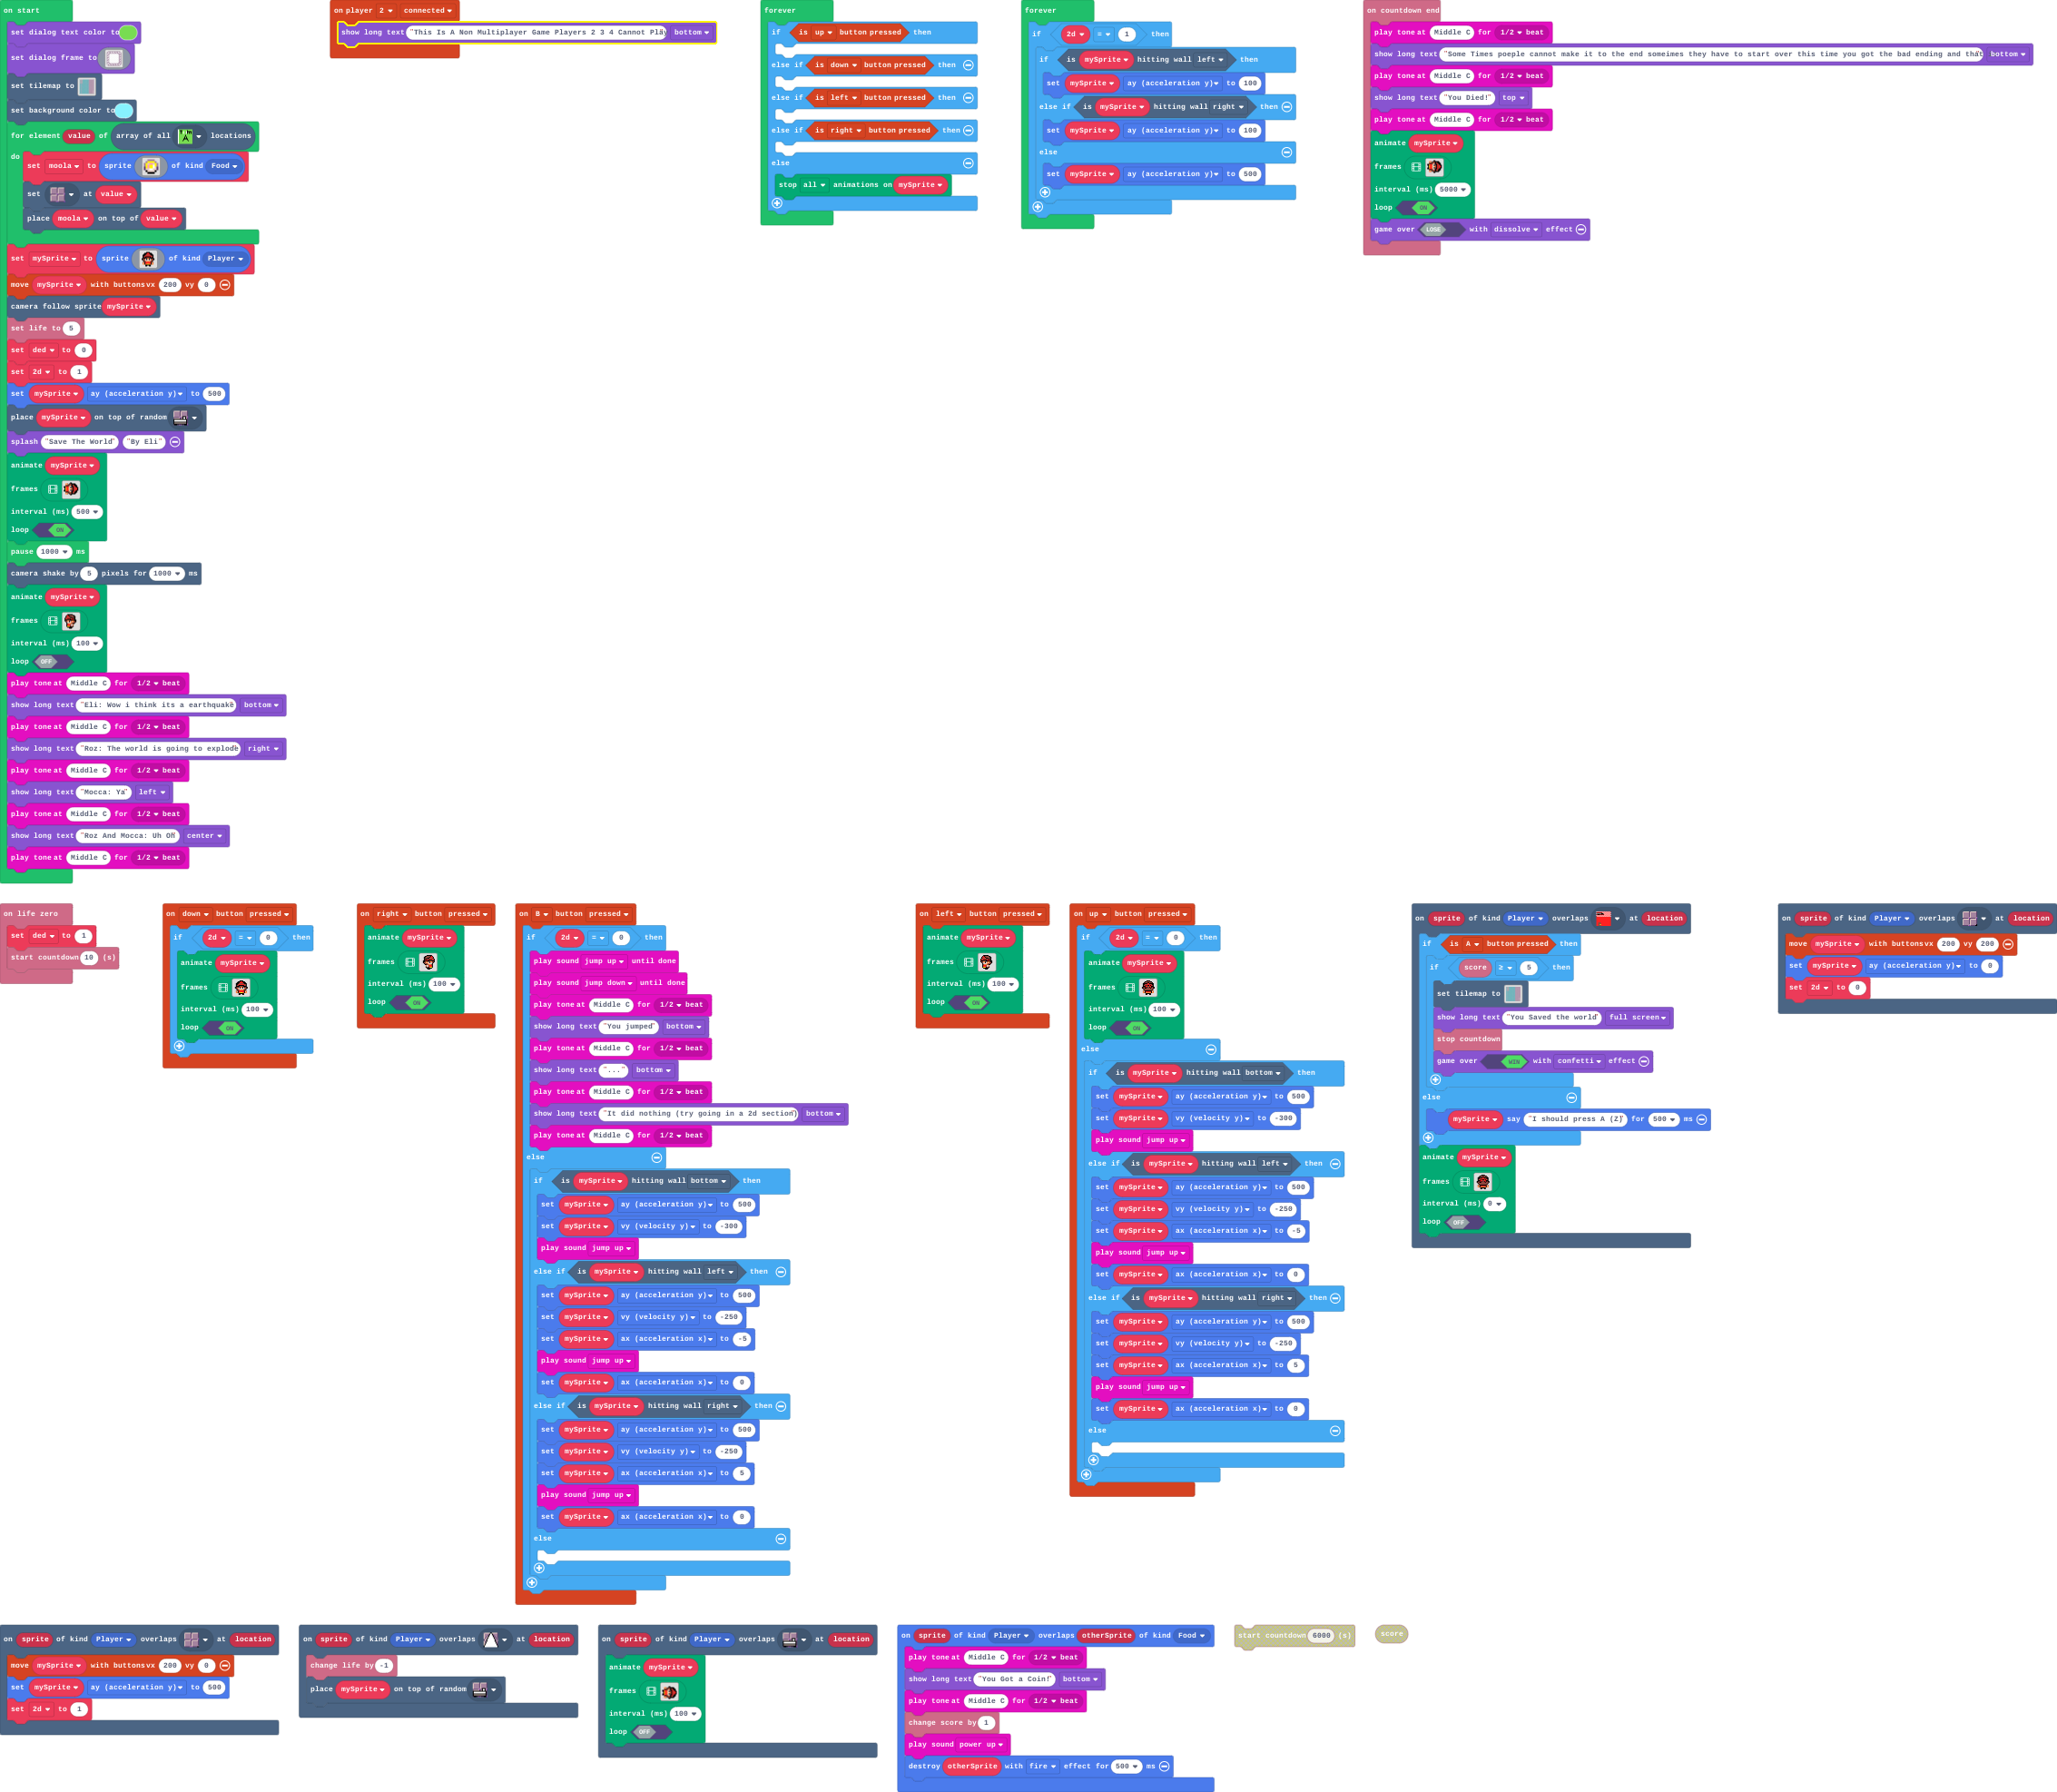 on start
set dialog text color to
set dialog frame to
set tilemap to
set background color to
for element value of array of all locations
do
set moola to sprite of kind Food
set at value
place moola on top of value
set mySprite to sprite of kind Player
move mySprite with buttons vx 200 vy 0
camera follow sprite mySprite
set life to 5
set ded to 0
set 2d to 1
set mySprite ay (acceleration y) to 500
place mySprite on top of random
splash "Save The World" "By Eli"
animate mySprite
frames
interval (ms) 500
loop ON
pause 1000 ms
camera shake by 5 pixels for 1000 ms
animate mySprite
frames
interval (ms) 100
loop OFF
play tone at Middle C for 1/2 beat
show long text "Eli: Wow i think its a earthquake" bottom
play tone at Middle C for 1/2 beat
show long text "Roz: The world is going to explode" right
play tone at Middle C for 1/2 beat
show long text "Mocca: Ya" left
play tone at Middle C for 1/2 beat
show long text "Roz And Mocca: Uh Oh" center
play tone at Middle C for 1/2 beat
on player 2 connected
show long text "This Is A Non Multiplayer Game Players 2 3 4 Cannot Play" bottom
forever
if is up button pressed then
else if is down button pressed then
else if is left button pressed then
else if is right button pressed then
else
stop all animations on mySprite
forever
if 2d = 1 then
if is mySprite hitting wall left then
set mySprite ay (acceleration y) to 100
else if is mySprite hitting wall right then
set mySprite ay (acceleration y) to 100
else
set mySprite ay (acceleration y) to 500
on countdown end
play tone at Middle C for 1/2 beat
show long text "Some Times poeple cannot make it to the end someimes they have to start over this time you got the bad ending and that" bottom
play tone at Middle C for 1/2 beat
show long text "You Died!" top
play tone at Middle C for 1/2 beat
animate mySprite
frames
interval (ms) 5000
loop ON
game over LOSE with dissolve effect
on life zero
set ded to 1
start countdown 10 (s)
on down button pressed
if 2d = 0 then
animate mySprite
frames
interval (ms) 100
loop ON
on right button pressed
animate mySprite
frames
interval (ms) 100
loop ON
on B button pressed
if 2d = 0 then
play sound jump up until done
play sound jump down until done
play tone at Middle C for 1/2 beat
show long text "You jumped" bottom
play tone at Middle C for 1/2 beat
show long text "..." bottom
play tone at Middle C for 1/2 beat
show long text "It did nothing (try going in a 2d section)" bottom
play tone at Middle C for 1/2 beat
else
if is mySprite hitting wall bottom then
set mySprite ay (acceleration y) to 500
set mySprite vy (velocity y) to -300
play sound jump up
else if is mySprite hitting wall left then
set mySprite ay (acceleration y) to 500
set mySprite vy (velocity y) to -250
set mySprite ax (acceleration x) to -5
play sound jump up
set mySprite ax (acceleration x) to 0
else if is mySprite hitting wall right then
set mySprite ay (acceleration y) to 500
set mySprite vy (velocity y) to -250
set mySprite ax (acceleration x) to 5
play sound jump up
set mySprite ax (acceleration x) to 0
else
on left button pressed
animate mySprite
frames
interval (ms) 100
loop ON
on up button pressed
if 2d = 0 then
animate mySprite
frames
interval (ms) 100
loop ON
else
if is mySprite hitting wall bottom then
set mySprite ay (acceleration y) to 500
set mySprite vy (velocity y) to -300
play sound jump up
else if is mySprite hitting wall left then
set mySprite ay (acceleration y) to 500
set mySprite vy (velocity y) to -250
set mySprite ax (acceleration x) to -5
play sound jump up
set mySprite ax (acceleration x) to 0
else if is mySprite hitting wall right then
set mySprite ay (acceleration y) to 500
set mySprite vy (velocity y) to -250
set mySprite ax (acceleration x) to 5
play sound jump up
set mySprite ax (acceleration x) to 0
else
on sprite of kind Player overlaps at location
if is A button pressed then
if score ≥ 5 then
set tilemap to
show long text "You Saved the world" full screen
stop countdown
game over WIN with confetti effect
else
mySprite say "I should press A (Z)" for 500 ms
animate mySprite
frames
interval (ms) 0
loop OFF
on sprite of kind Player overlaps at location
move mySprite with buttons vx 200 vy 200
set mySprite ay (acceleration y) to 0
set 2d to 0
on sprite of kind Player overlaps at location
move mySprite with buttons vx 200 vy 0
set mySprite ay (acceleration y) to 500
set 2d to 1
on sprite of kind Player overlaps at location
change life by -1
place mySprite on top of random
on sprite of kind Player overlaps at location
animate mySprite
frames
interval (ms) 100
loop OFF
on sprite of kind Player overlaps otherSprite of kind Food
play tone at Middle C for 1/2 beat
show long text "You Got a Coin!" bottom
play tone at Middle C for 1/2 beat
change score by 1
play sound power up
destroy otherSprite with fire effect for 500 ms
start countdown 6000 (s)
score